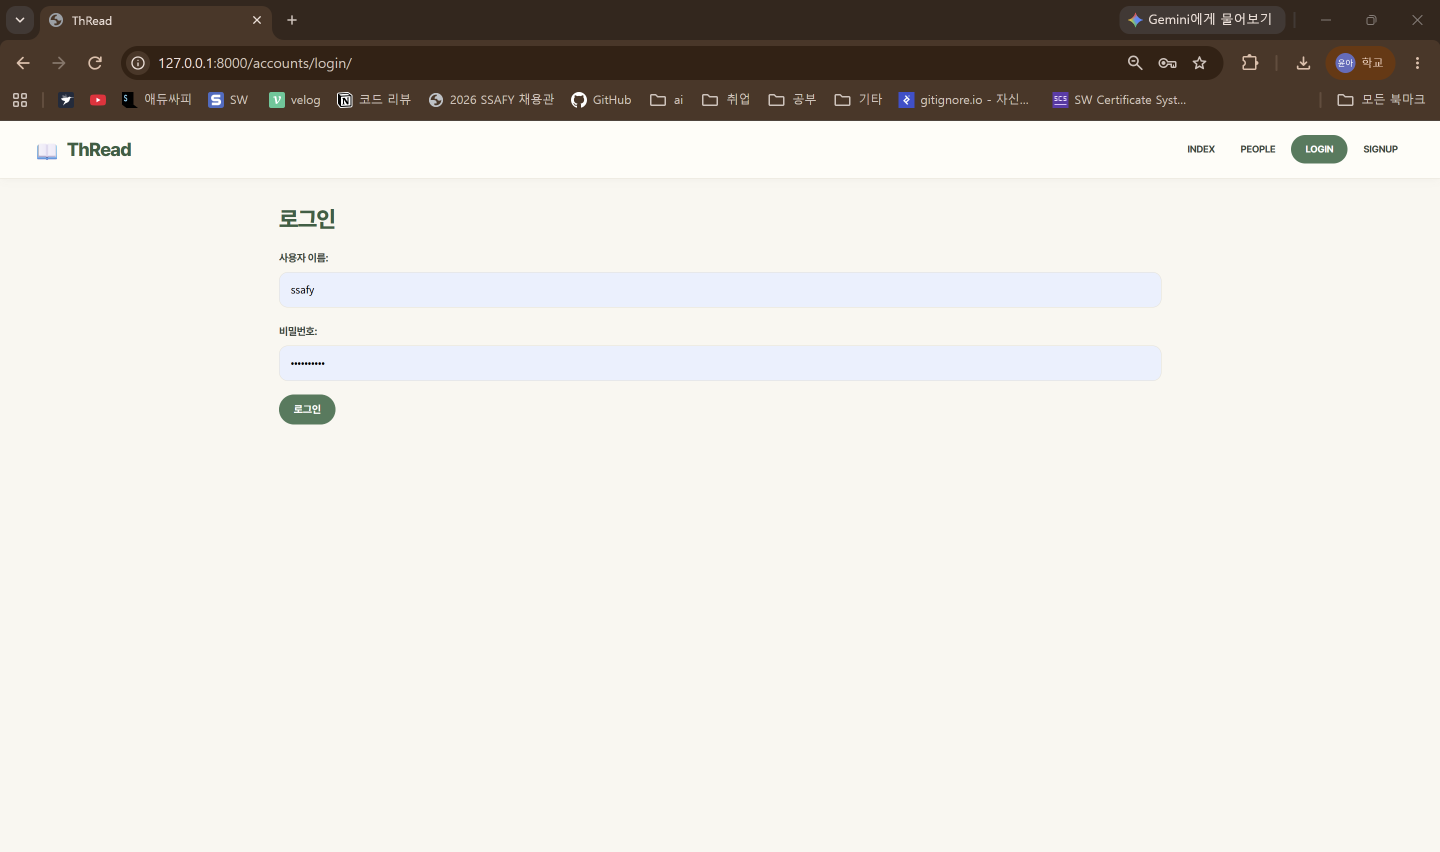 ThRead
Gemini에게 물어보기
127.0.0.1:8000/accounts/login/
윤아 학교
S 애듀싸피 S SW v velog N 코드 리뷰 2026 SSAFY 채용관 GitHub ai 취업 공부 기타 gitignore.io - 자신... SCS SW Certificate Syst... 모든 북마크
ThRead INDEX PEOPLE LOGIN SIGNUP
로그인
사용자 이름:
ssafy
비밀번호:
••••••••••
로그인